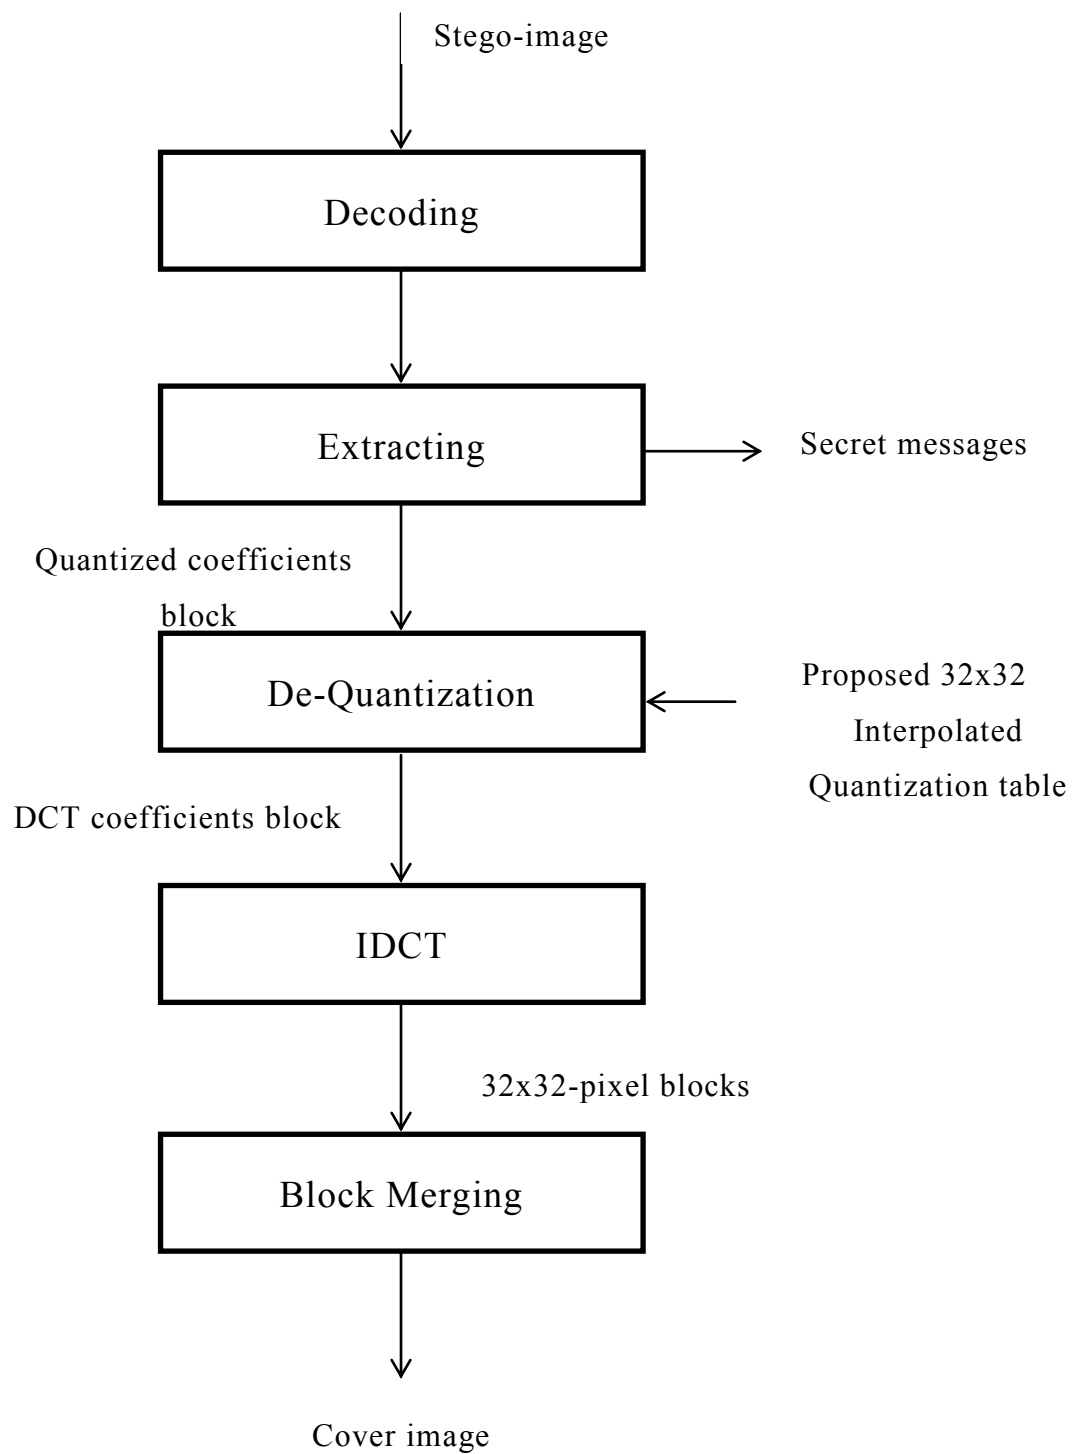 Stego-image
Decoding
Extracting
Secret messages
Quantized coefficients
block
De-Quantization
Proposed 32x32
Interpolated
Quantization table
DCT coefficients block
IDCT
32x32-pixel blocks
Block Merging
Cover image